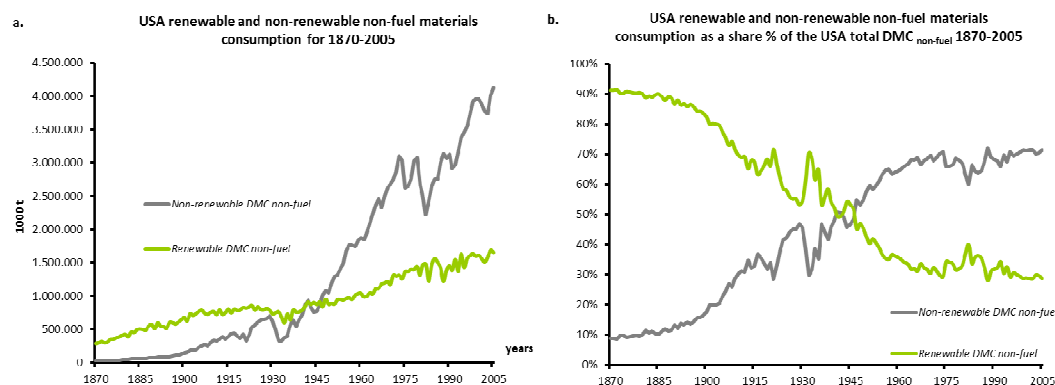 a.
USA renewable and non-renewable non-fuel materials
consumption for 1870-2005
4.500.000
4.000.000
3.500.000
3.000.000
2.500.000
2.000.000
1.500.000
1.000.000
500.000
0
1000 t
Non-renewable DMC non-fuel
Renewable DMC non-fuel
years
1870 1885 1900 1915 1930 1945 1960 1975 1990 2005
b.
USA renewable and non-renewable non-fuel materials
consumption as a share % of the USA total DMC non-fuel 1870-2005
100%
90%
80%
70%
60%
50%
40%
30%
20%
10%
0%
Non-renewable DMC non-fue
Renewable DMC non-fuel
1870 1885 1900 1915 1930 1945 1960 1975 1990 2005